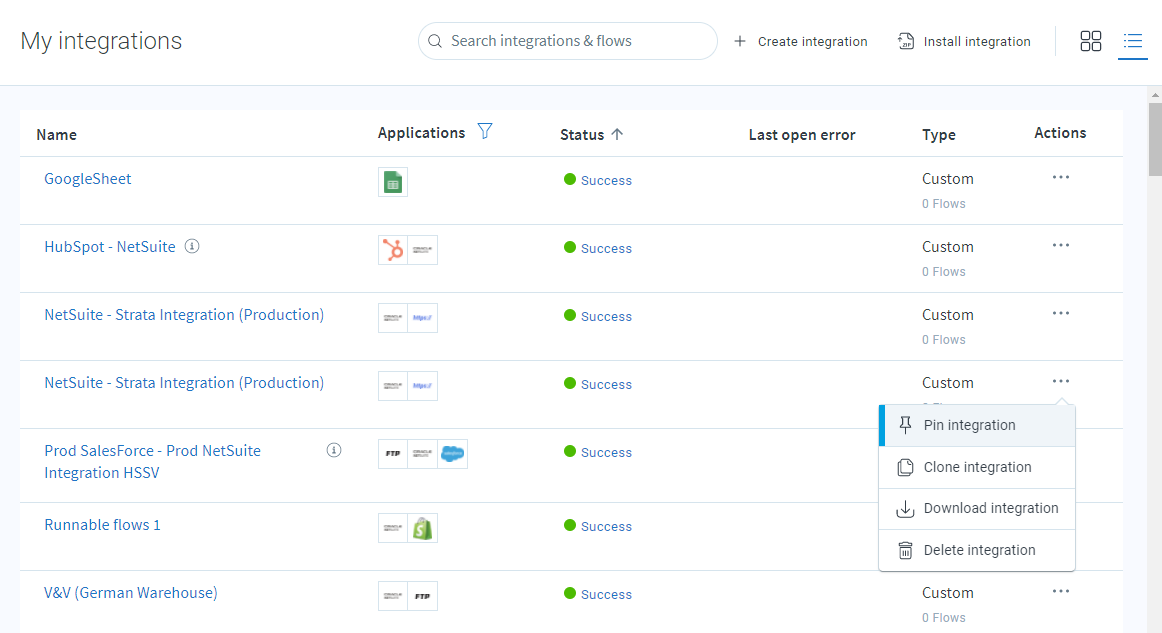 My integrations
Search integrations & flows
Create integration
ZIP
Install integration
Name Applications Status Last open error Type Actions
GoogleSheet Success Custom
0 Flows
HubSpot - NetSuite Success Custom
0 Flows
NetSuite - Strata Integration (Production) https:// Success Custom
0 Flows
NetSuite - Strata Integration (Production) https:// Success Custom
Pin integration
Clone integration
Download integration
Delete integration
Prod SalesForce - Prod NetSuite
Integration HSSV
FTP salesforce Success
Runnable flows 1 Success
V&V (German Warehouse) FTP Success Custom
0 Flows